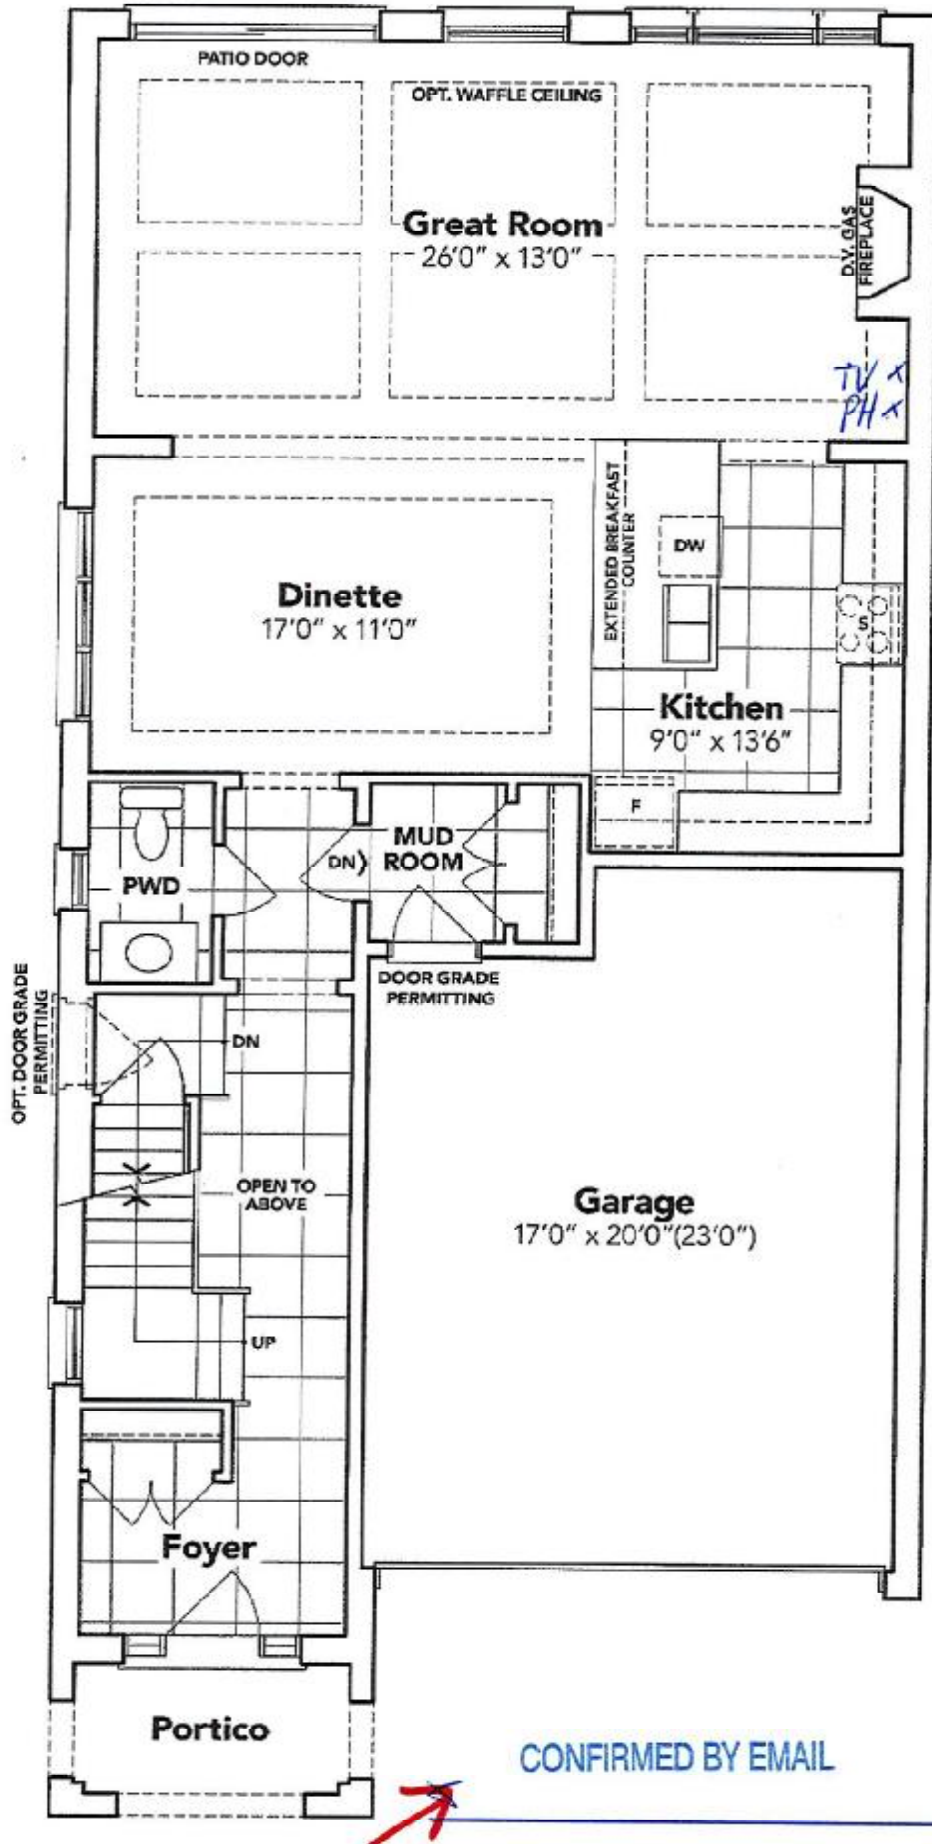 PATIO DOOR
OPT. WAFFLE CEILING
Great Room
26'0" x 13'0"
D.V. GAS
FIREPLACE
TV x
PH x
EXTENDED BREAKFAST
COUNTER
DW
Dinette
17'0" x 11'0"
S
Kitchen
9'0" x 13'6"
F
MUD
ROOM
DN
PWD
DOOR GRADE
PERMITTING
OPT. DOOR GRADE
PERMITTING
DN
OPEN TO
ABOVE
Garage
17'0" x 20'0"(23'0")
UP
Foyer
Portico
CONFIRMED BY EMAIL